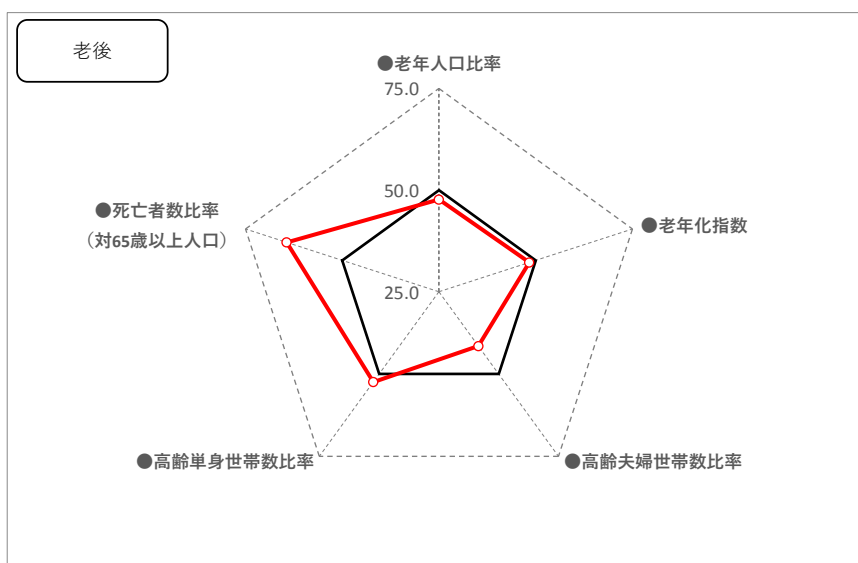 老後
●老年人口比率
75.0
50.0
●死亡者数比率
（対65歳以上人口）
●老年化指数
25.0
●高齢単身世帯数比率
●高齢夫婦世帯数比率